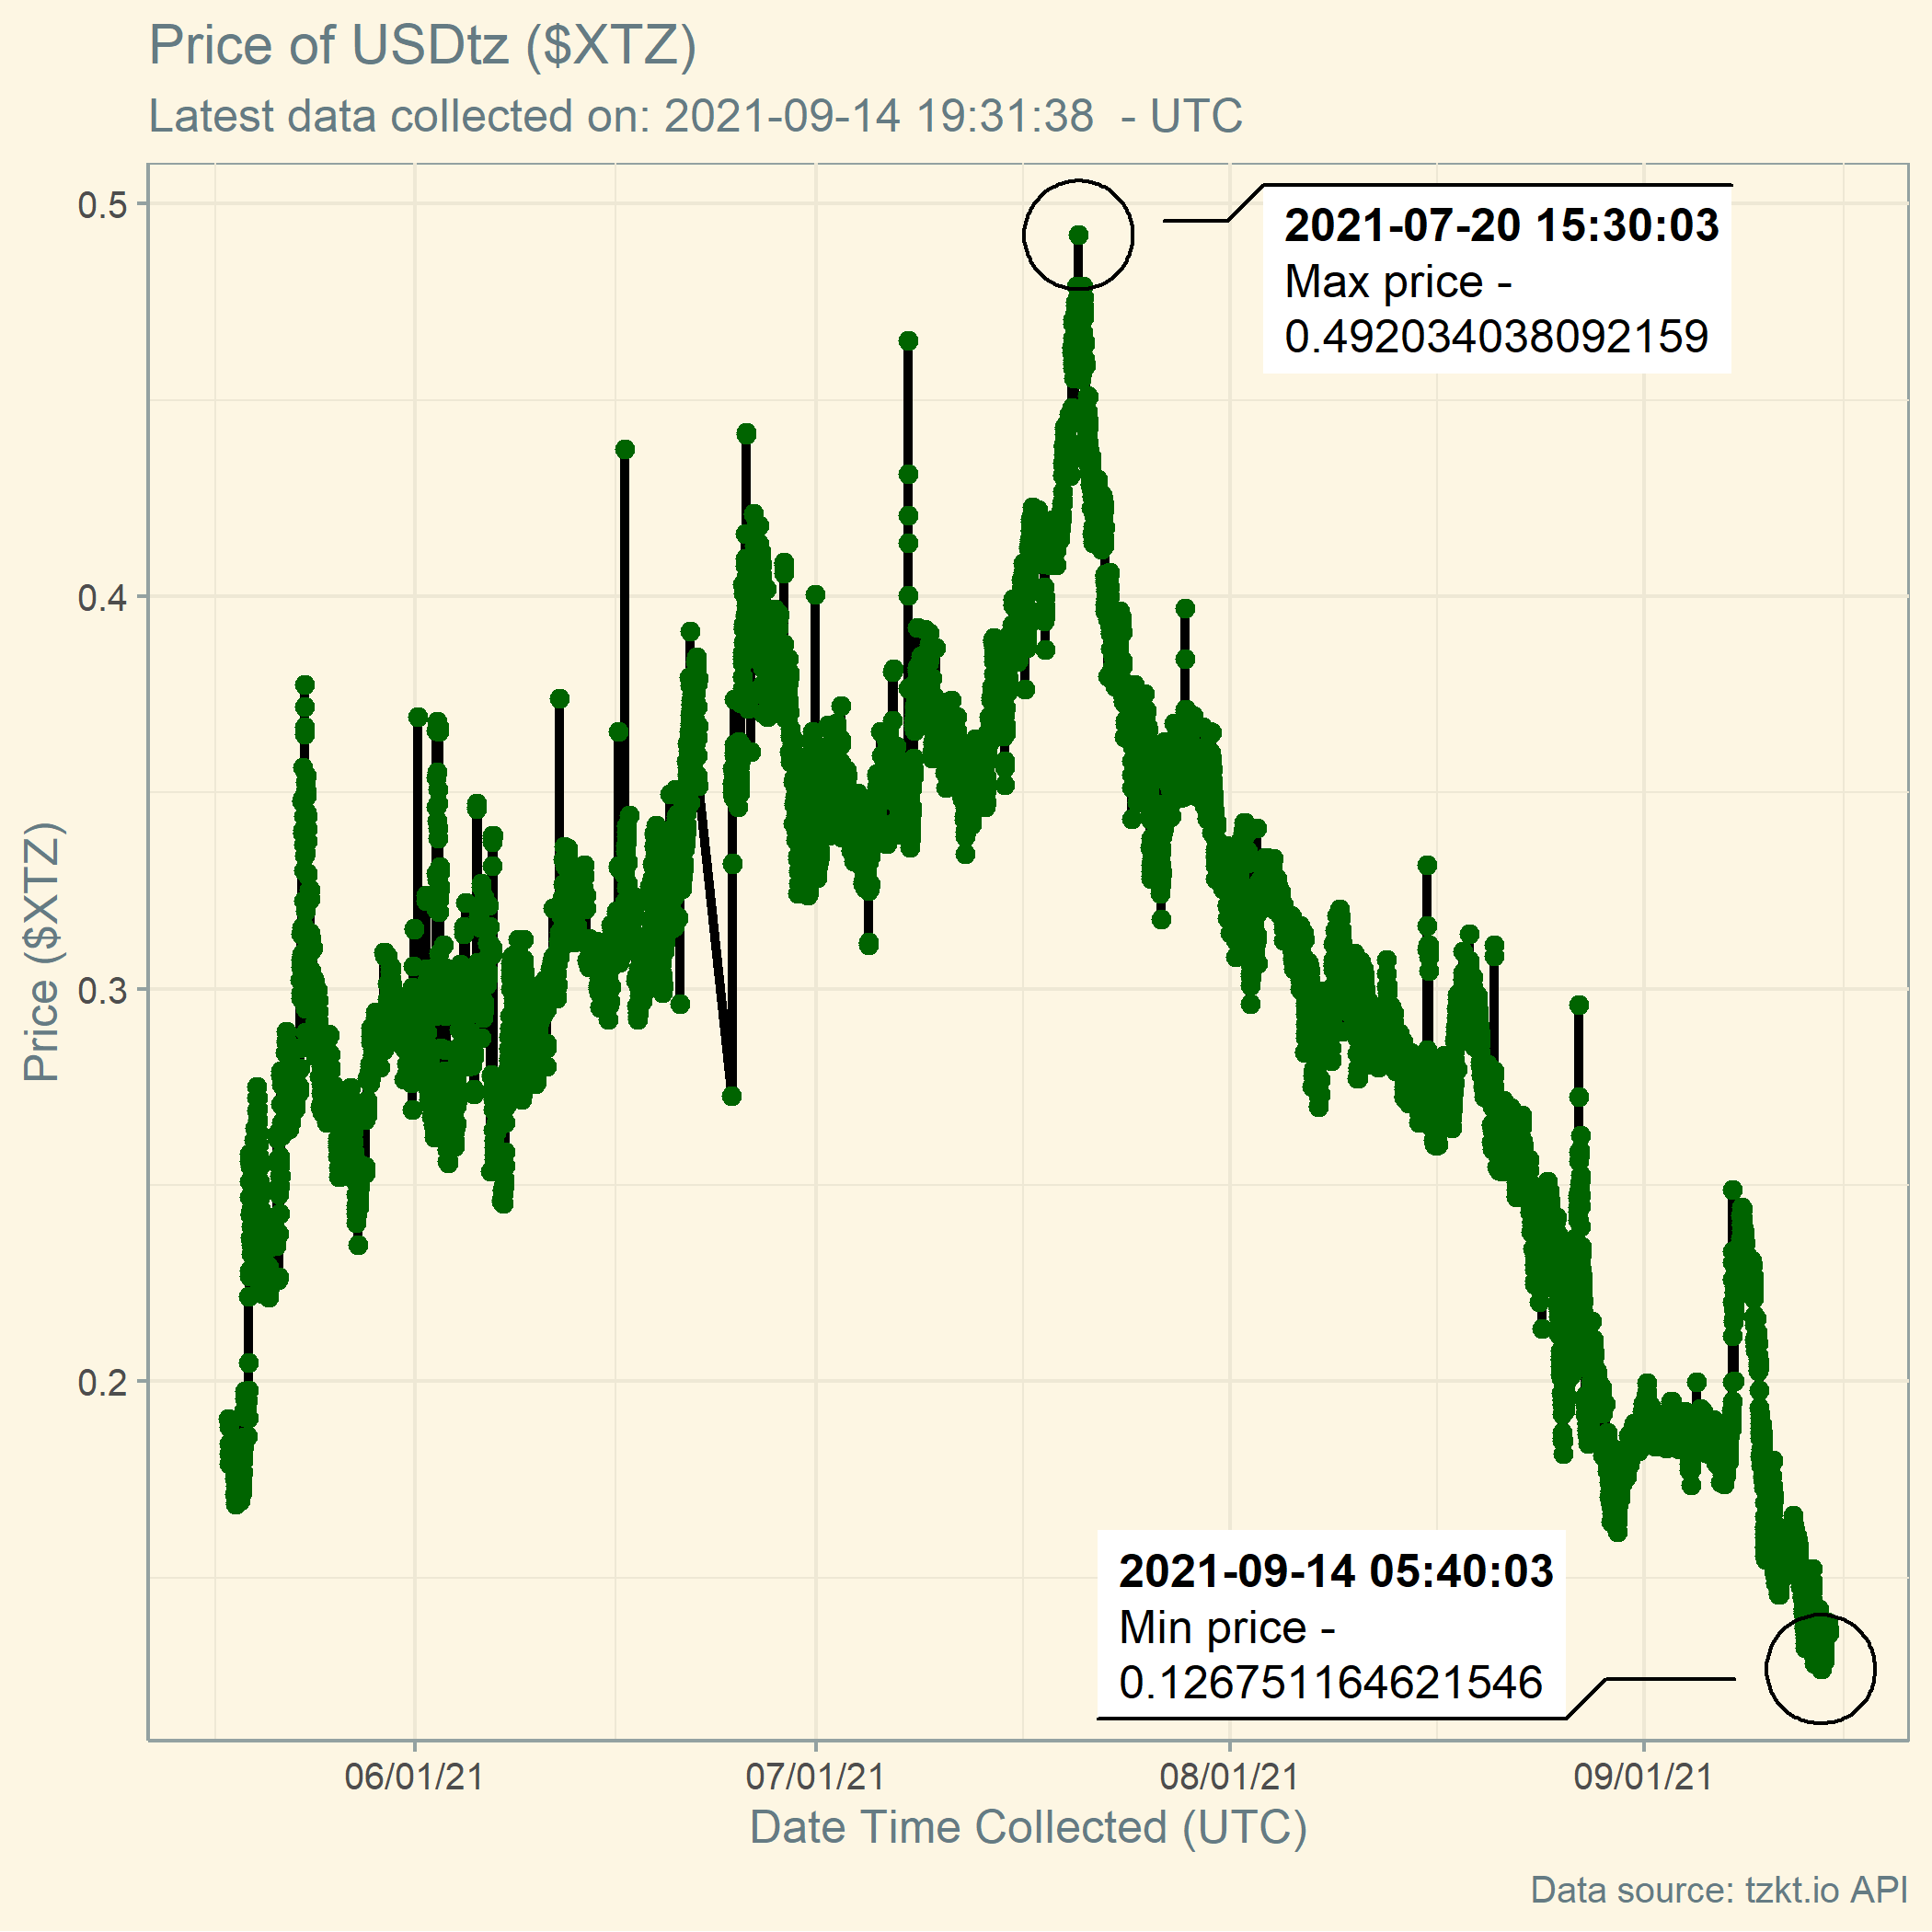 Price of USDtz ($XTZ)
Latest data collected on: 2021-09-14 19:31:38  - UTC
0.5
0.4
0.3
0.2
Price ($XTZ)
2021-07-20 15:30:03
Max price -
0.492034038092159
2021-09-14 05:40:03
Min price -
0.126751164621546
06/01/21
07/01/21
08/01/21
09/01/21
Date Time Collected (UTC)
Data source: tzkt.io API